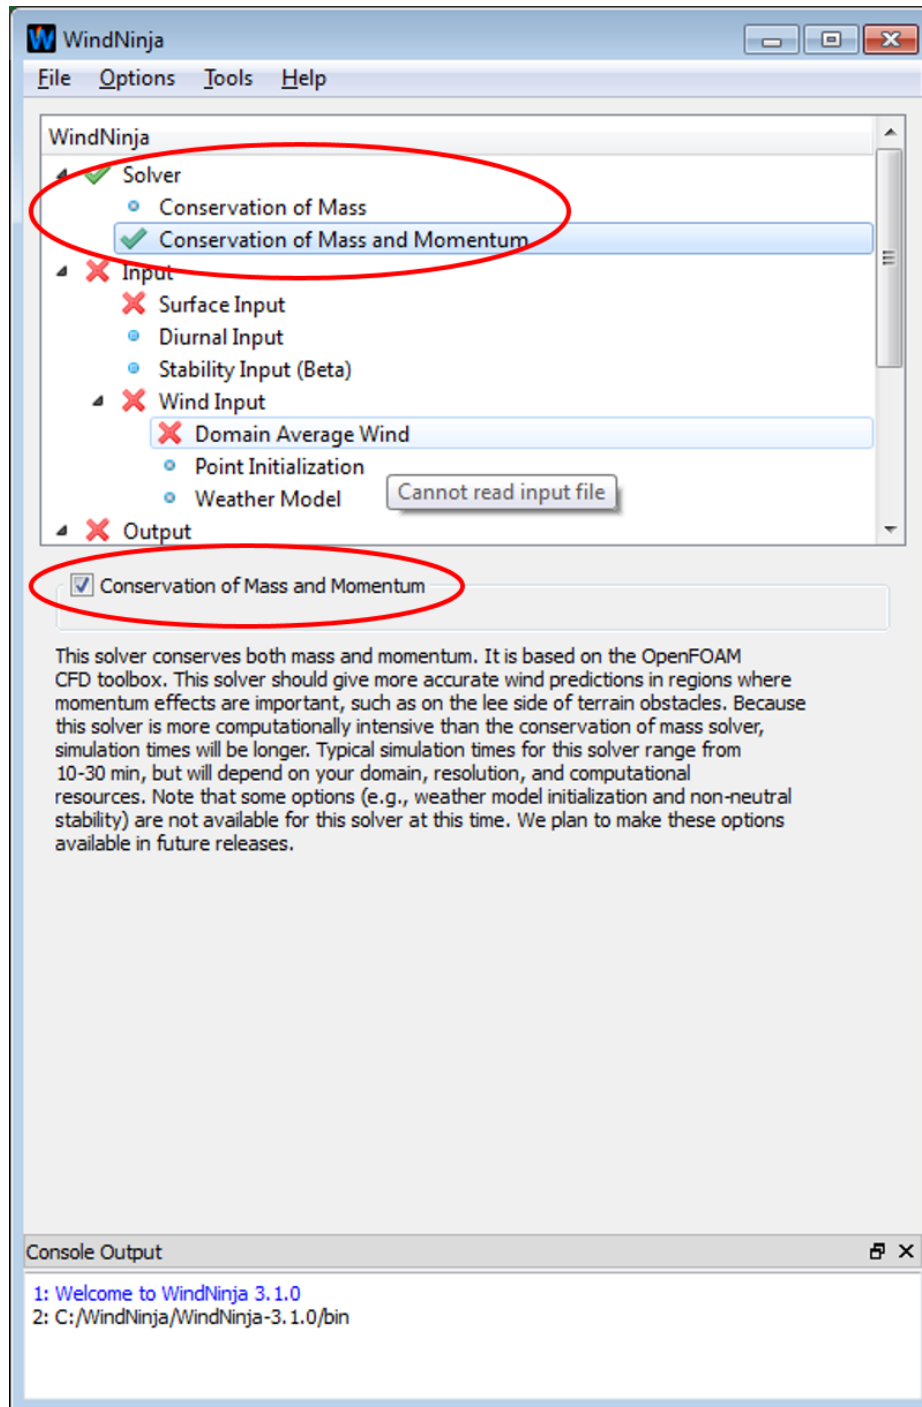 WindNinja
File Options Tools Help
WindNinja
Solver
Conservation of Mass
Conservation of Mass and Momentum
Input
Surface Input
Diurnal Input
Stability Input (Beta)
Wind Input
Domain Average Wind
Point Initialization
Weather Model
Cannot read input file
Output
Conservation of Mass and Momentum
This solver conserves both mass and momentum. It is based on the OpenFOAM
CFD toolbox. This solver should give more accurate wind predictions in regions where
momentum effects are important, such as on the lee side of terrain obstacles. Because
this solver is more computationally intensive than the conservation of mass solver,
simulation times will be longer. Typical simulation times for this solver range from
10-30 min, but will depend on your domain, resolution, and computational
resources. Note that some options (e.g., weather model initialization and non-neutral
stability) are not available for this solver at this time. We plan to make these options
available in future releases.
Console Output
1: Welcome to WindNinja 3.1.0
2: C:/WindNinja/WindNinja-3.1.0/bin